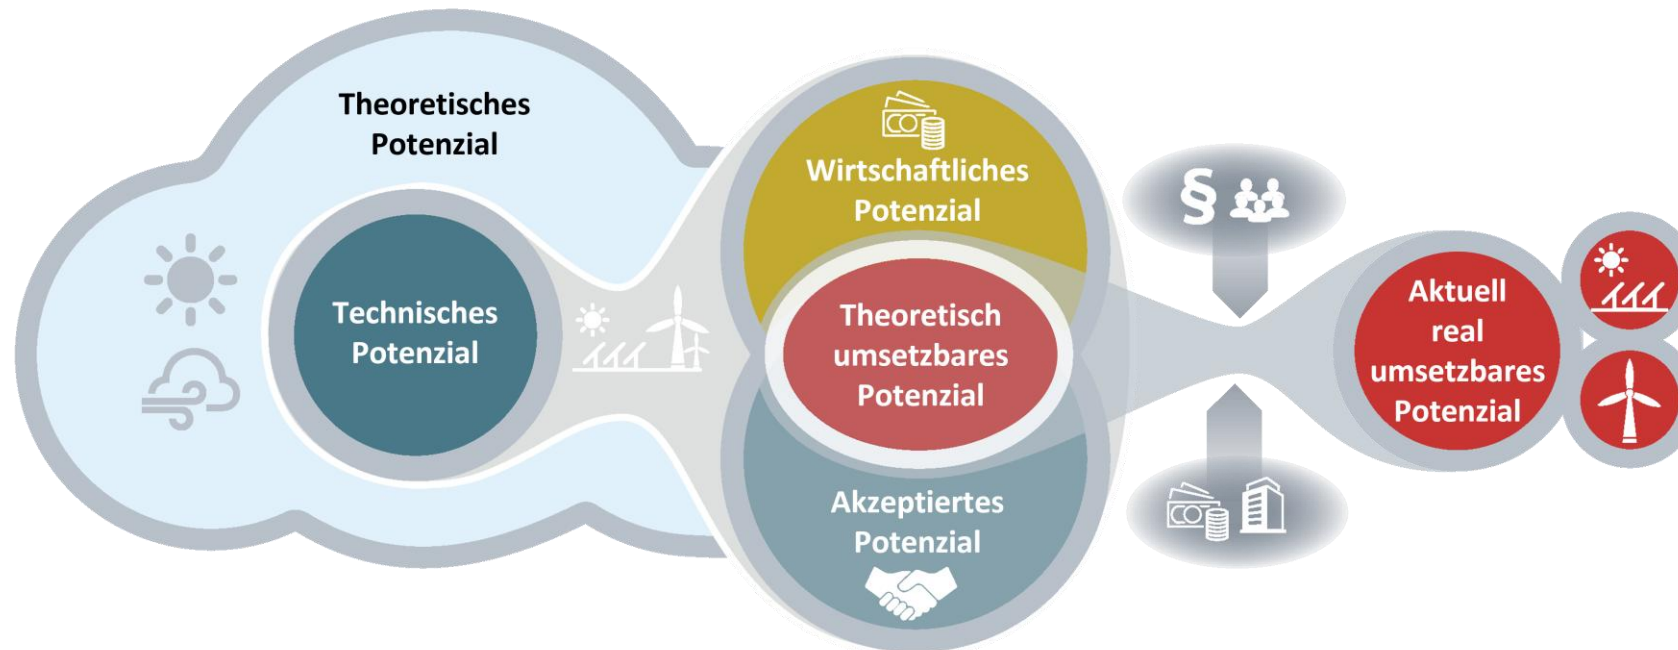 Theoretisches
Potenzial
Technisches
Potenzial
Wirtschaftliches
Potenzial
Theoretisch
umsetzbares
Potenzial
Akzeptiertes
Potenzial
§
Aktuell
real
umsetzbares
Potenzial